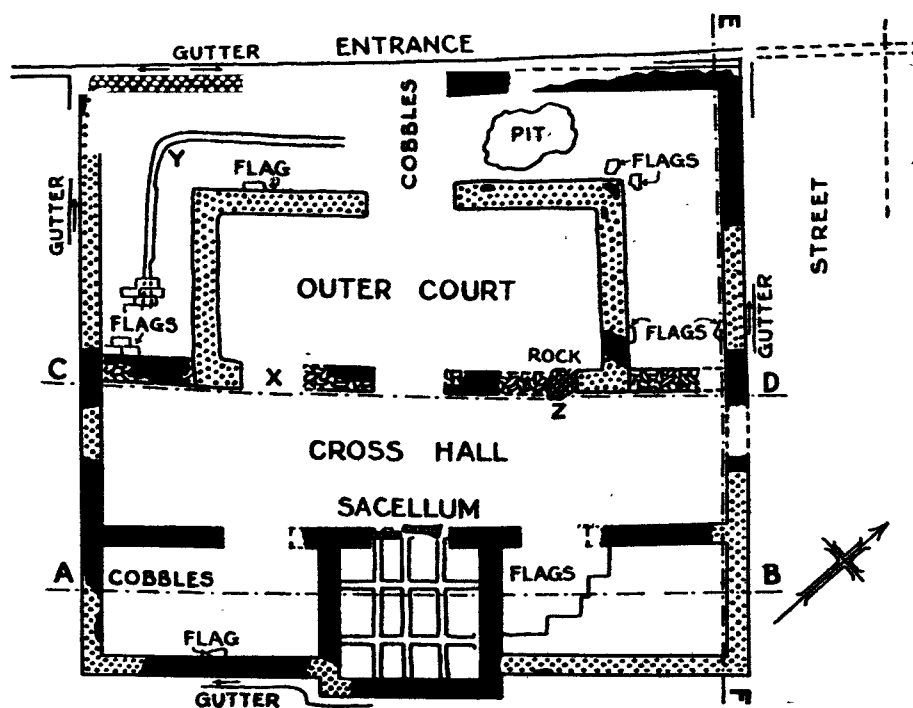 GUTTER
ENTRANCE
E
COBBLES
PIT
Y
FLAG
FLAGS
GUTTER
STREET
OUTER COURT
FLAGS
FLAGS
GUTTER
C
X
ROCK
Z
D
CROSS HALL
SACELLUM
A
COBBLES
FLAGS
B
FLAG
GUTTER
F